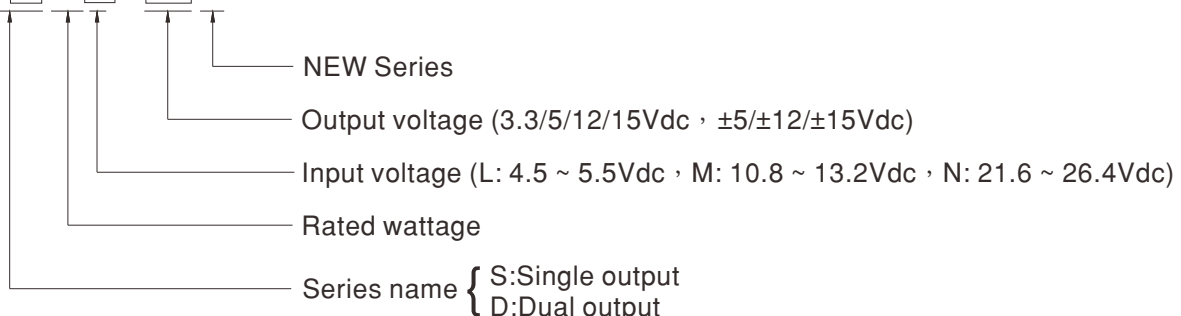 NEW Series
Output voltage (3.3/5/12/15Vdc，±5/±12/±15Vdc)
Input voltage (L: 4.5 ~ 5.5Vdc，M: 10.8 ~ 13.2Vdc，N: 21.6 ~ 26.4Vdc)
Rated wattage
Series name { S:Single output
D:Dual output